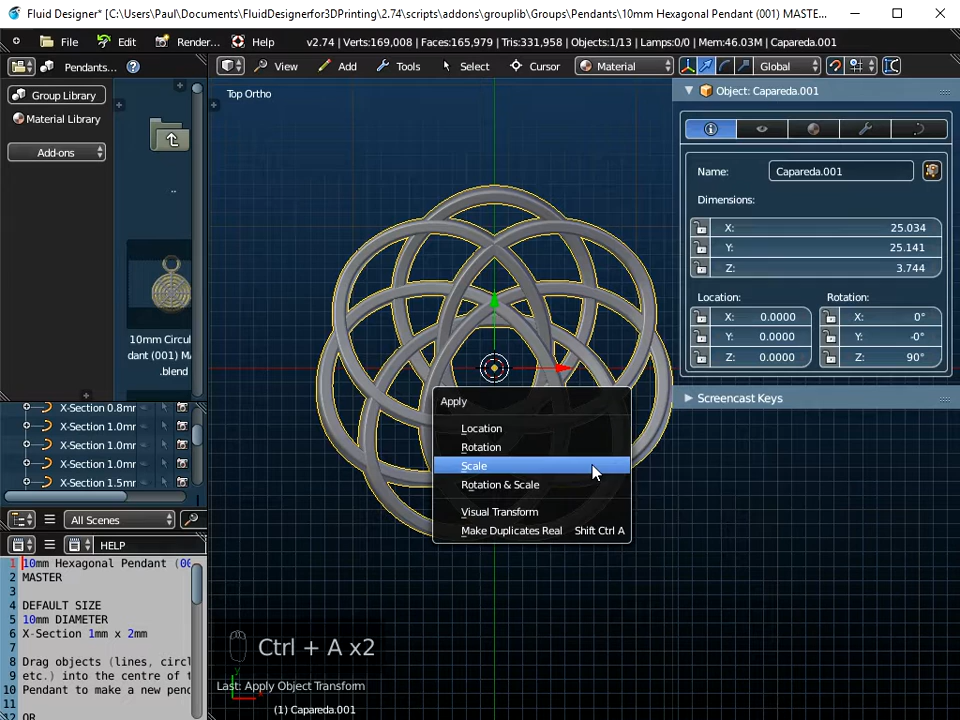 Fluid Designer* [C:\Users\Paul\Documents\FluidDesignerfor3DPrinting\2.74\scripts\addons\grouplib\Groups\Pendants\10mm Hexagonal Pendant (001) MASTE...
File Edit Render... Help v2.74 | Verts:169,008 | Faces:165,979 | Tris:331,958 | Objects:1/13 | Lamps:0/0 | Mem:46.03M | Capareda.001
Pendants... View Add Tools Select Cursor Material Global
Group Library
Material Library
Add-ons
..
10mm Circul
dant (001) M
.blend
X-Section 0.8mr
X-Section 1.0mr
X-Section 1.0mr
X-Section 1.0mr
X-Section 1.5mr
All Scenes
HELP
1 10mm Hexagonal Pendant (00
2 MASTER
3
4 DEFAULT SIZE
5 10mm DIAMETER
6 X-Section 1mm x 2mm
7
8 Drag objects (lines, circl
9 etc.) into the centre of t
10 Pendant to make a new pend
11
12 OR
Top Ortho
Apply
Location
Rotation
Scale
Rotation & Scale
Visual Transform
Make Duplicates Real Shift Ctrl A
Ctrl + A x2
Last: Apply Object Transform
(1) Capareda.001
Object: Capareda.001
Name: Capareda.001
Dimensions:
X: 25.034
Y: 25.141
Z: 3.744
Location: Rotation:
X: 0.0000 X: 0°
Y: 0.0000 Y: -0°
Z: 0.0000 Z: 90°
Screencast Keys